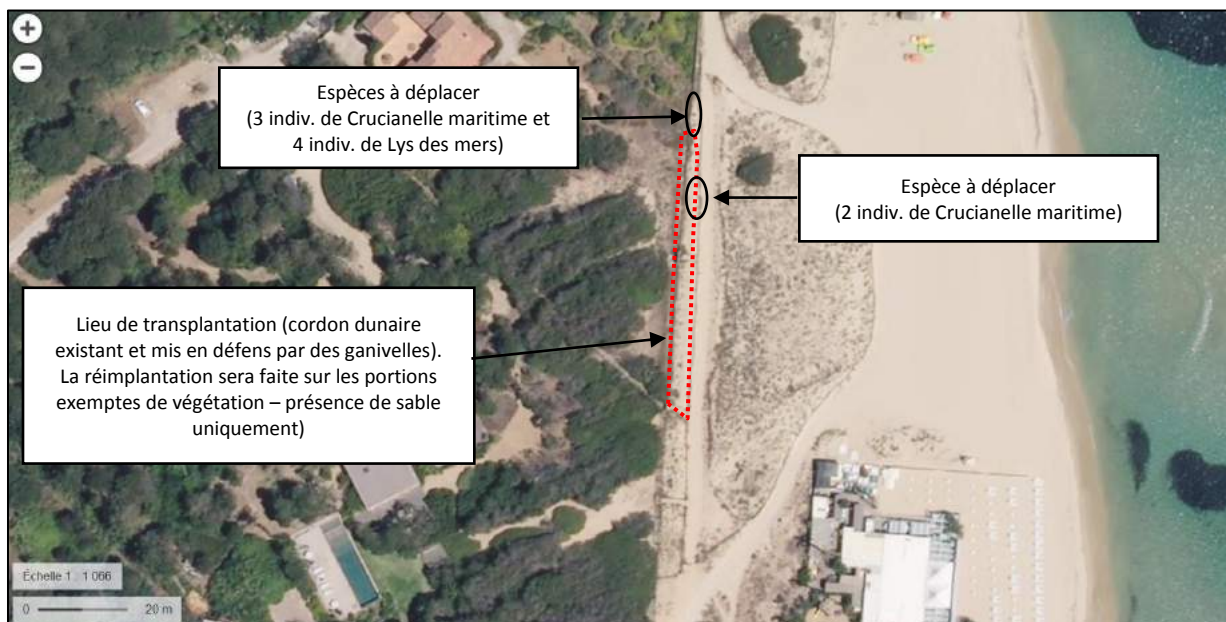 +
−
Espèces à déplacer
(3 indiv. de Crucianelle maritime et
4 indiv. de Lys des mers)
Espèce à déplacer
(2 indiv. de Crucianelle maritime)
Lieu de transplantation (cordon dunaire
existant et mis en défens par des ganivelles).
La réimplantation sera faite sur les portions
exemptes de végétation – présence de sable
uniquement)
Échelle 1 : 1 066
0 20 m